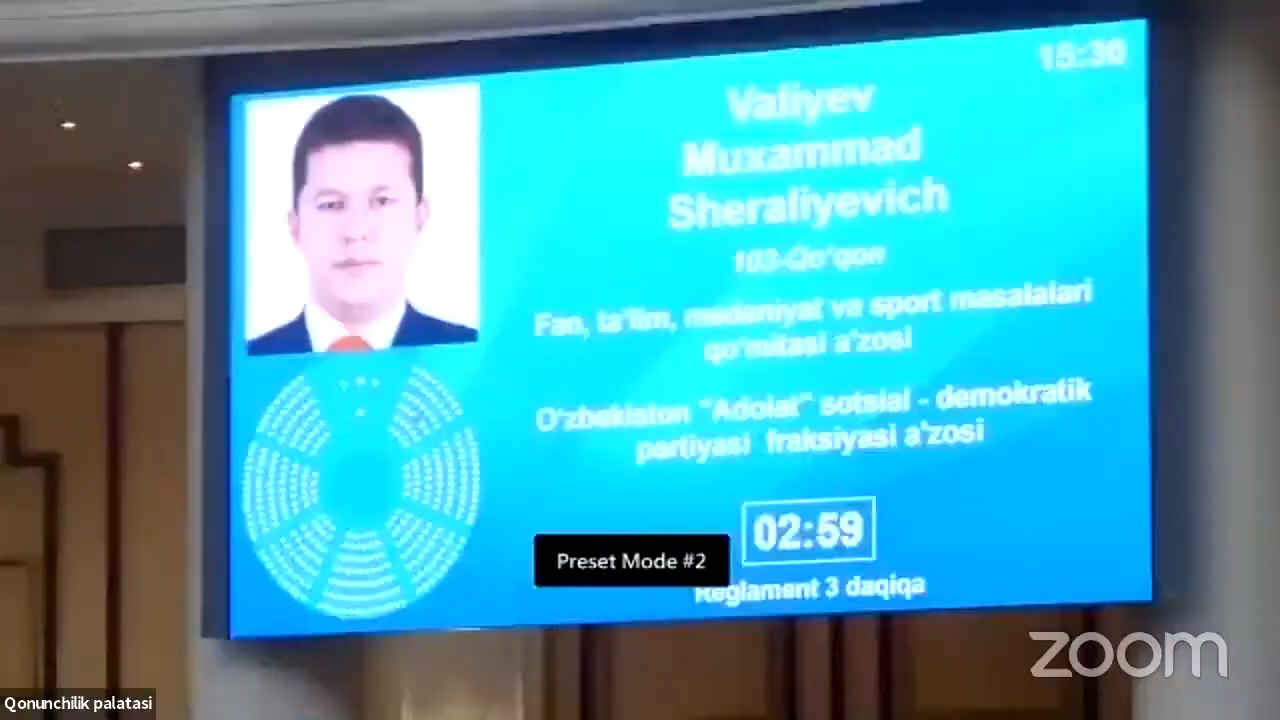 15:30
Valiyev
Muxammad
Sheraliyevich
103-Qo'qon
Fan, ta'lim, madaniyat va sport masalalari
qo'mitasi a'zosi
O'zbekiston "Adolat" sotsial - demokratik
partiyasi fraksiyasi a'zosi
02:59
Preset Mode #2
Reglament 3 daqiqa
zoom
Qonunchilik palatasi